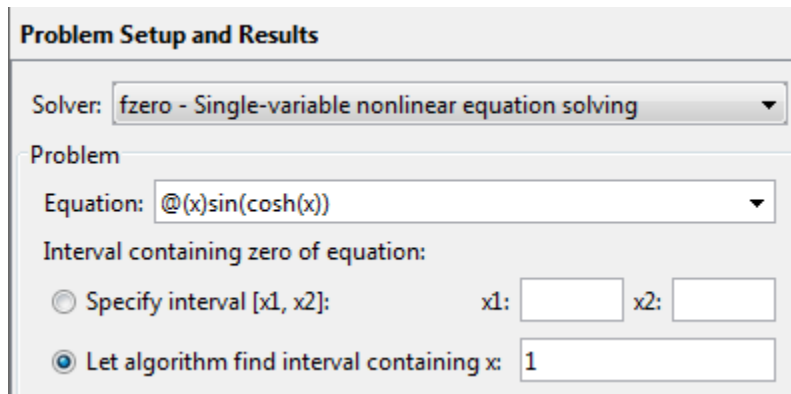 Problem Setup and Results
Solver: fzero - Single-variable nonlinear equation solving
Problem
Equation: @(x)sin(cosh(x))
Interval containing zero of equation:
Specify interval [x1, x2]: x1: x2:
Let algorithm find interval containing x: 1